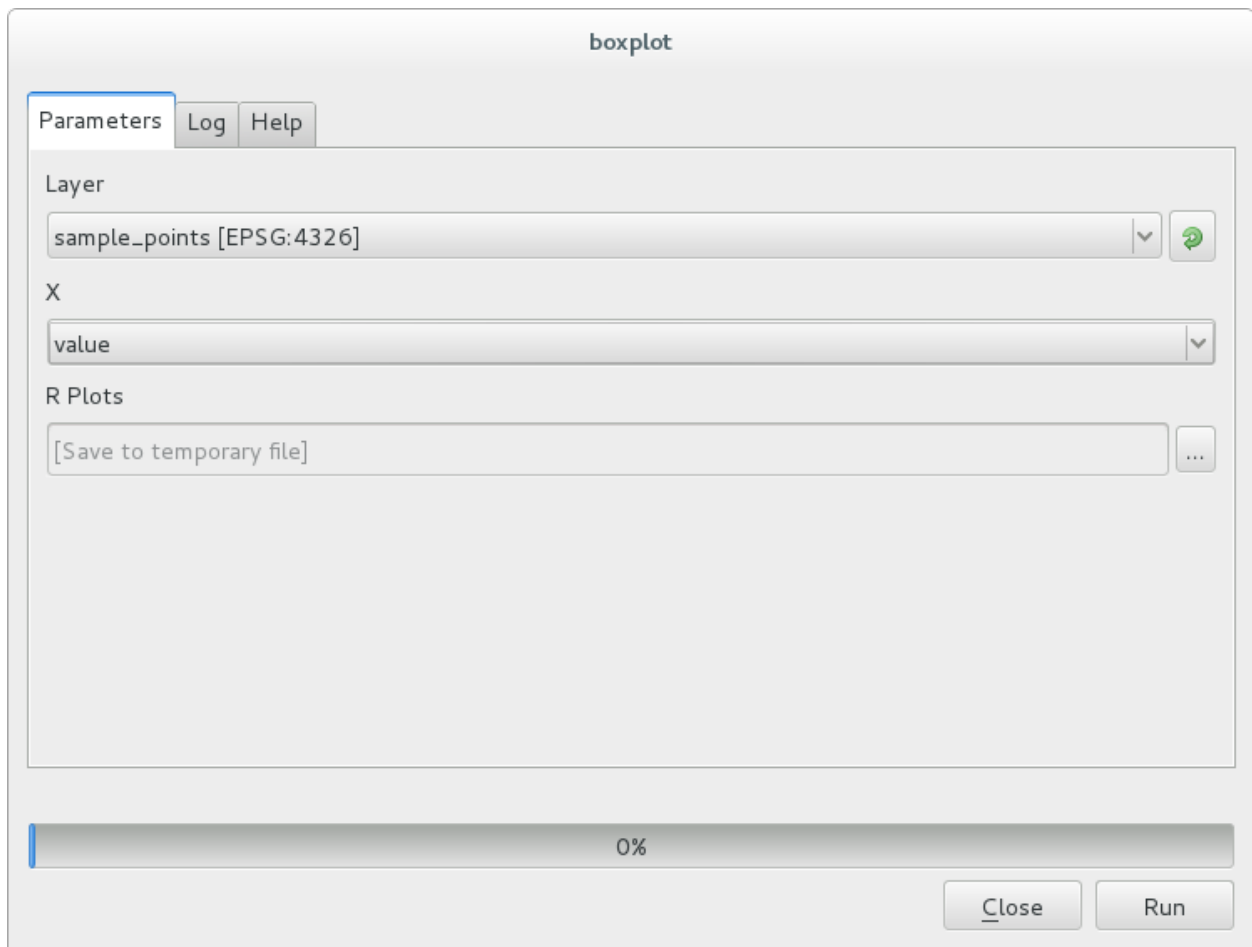 boxplot
Parameters Log Help
Layer
sample_points [EPSG:4326]
X
value
R Plots
[Save to temporary file] ...
0%
Close Run